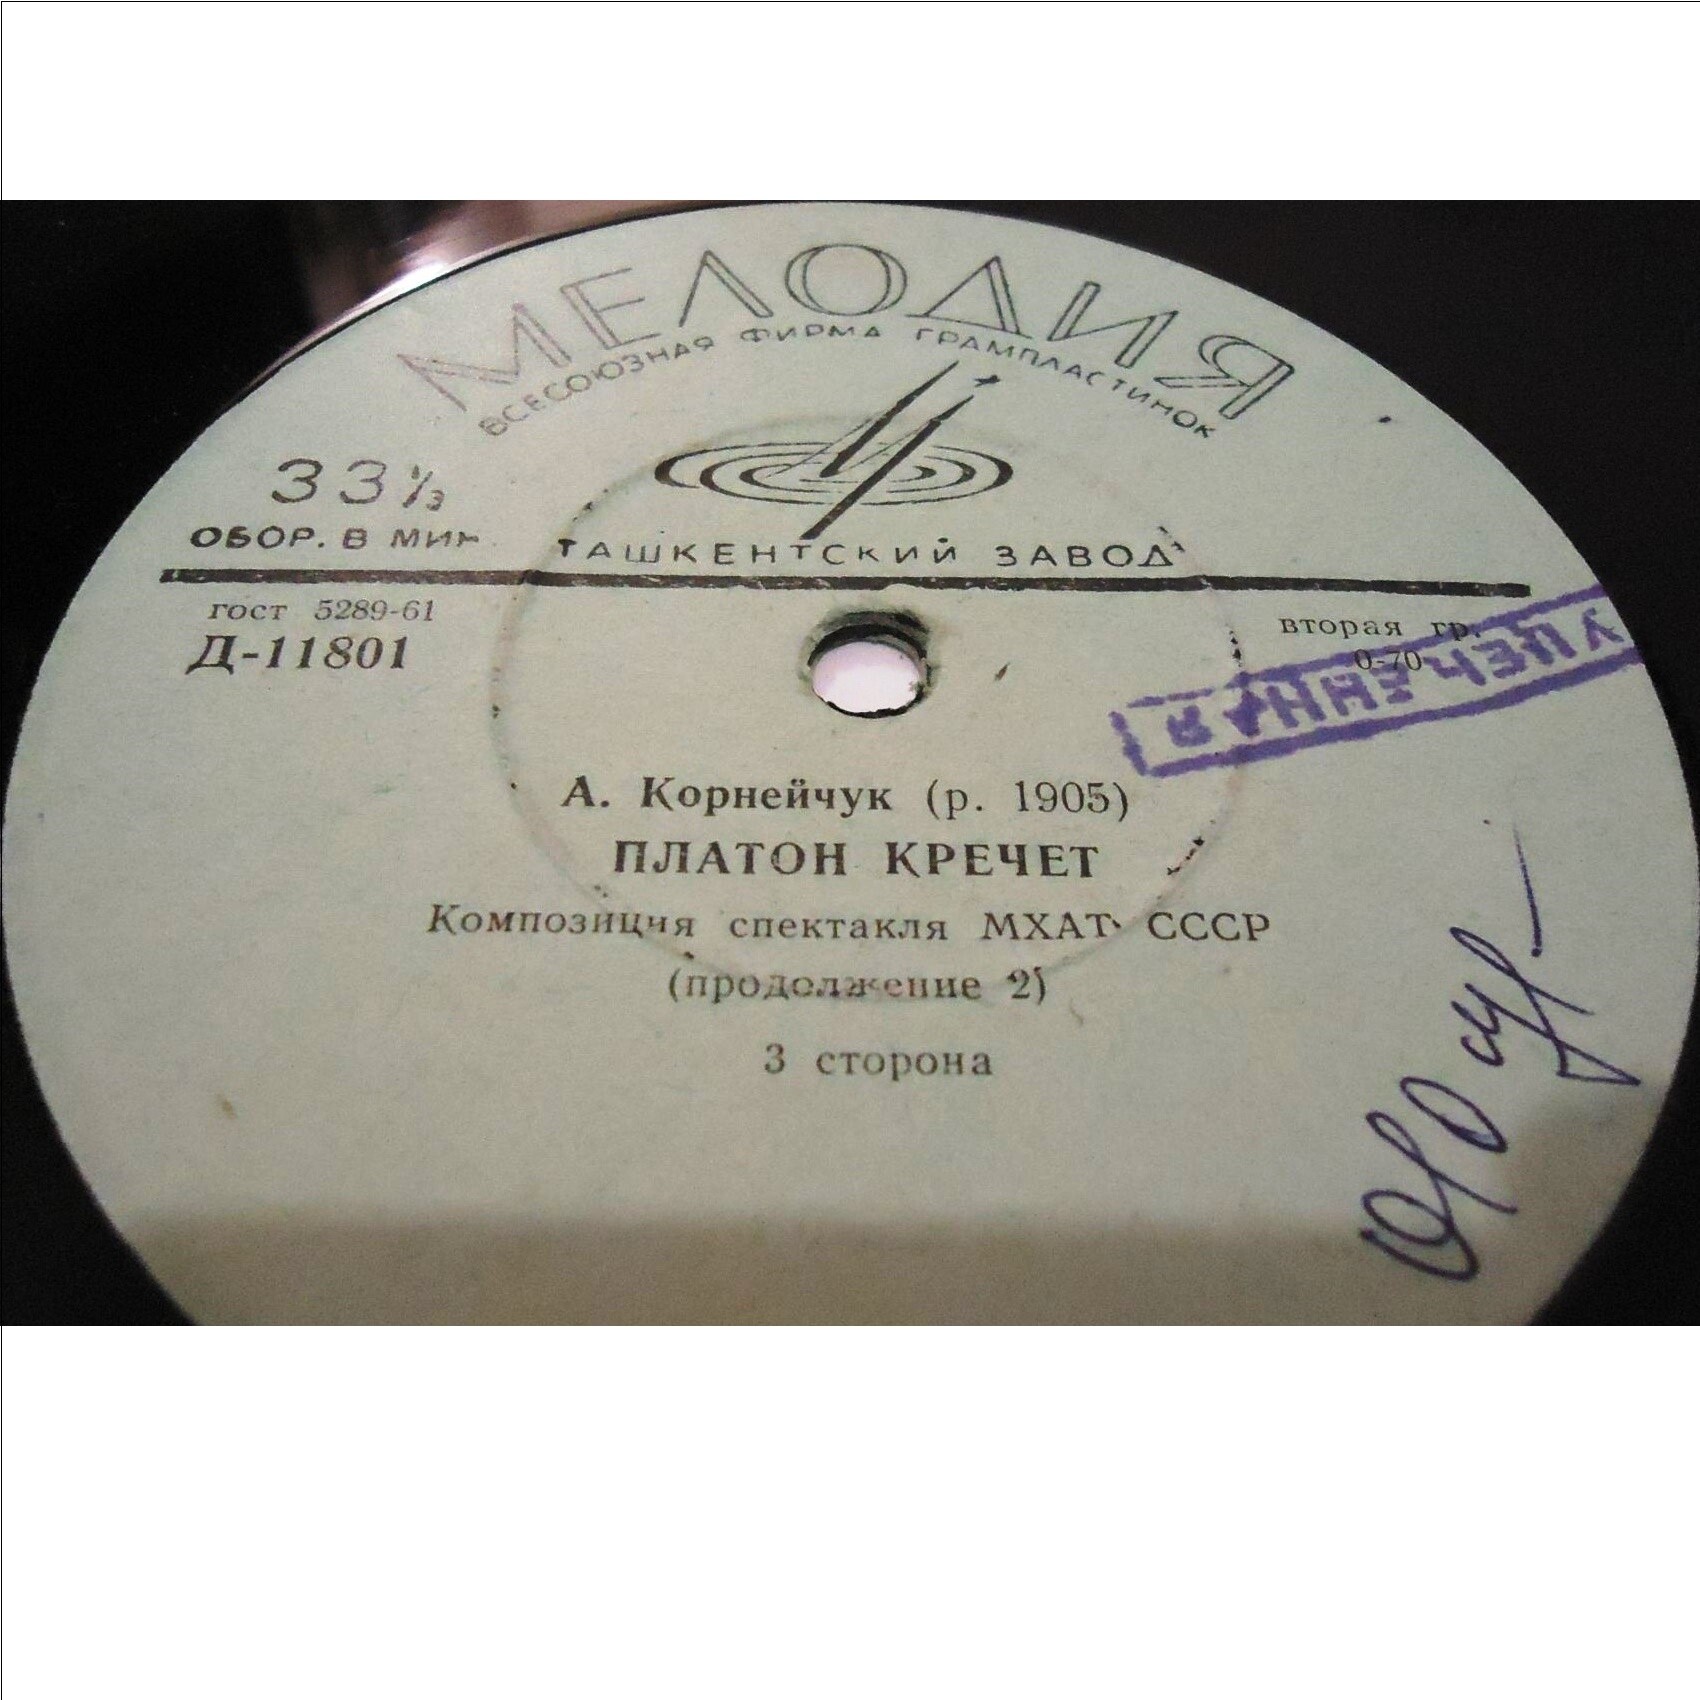 МЕЛОДИЯ
ВСЕСОЮЗНАЯ ФИРМА ГРАМПЛАСТИНОК
33⅓
ОБОР. В МИН
ТАШКЕНТСКИЙ ЗАВОД
гост 5289-61
Д-11801
вторая гр.
0-70
УЦЕНЕННАЯ
А. Корнейчук (р. 1905)
ПЛАТОН КРЕЧЕТ
Композиция спектакля МХАТ СССР
(продолжение 2)
3 сторона